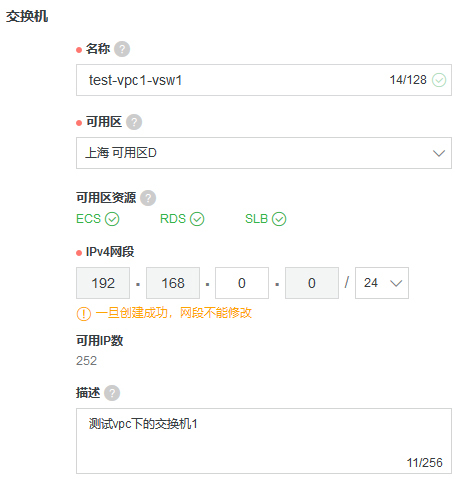 交换机
名称 ?
test-vpc1-vsw1 14/128
可用区 ?
上海 可用区D
可用区资源 ?
ECS RDS SLB
IPv4网段
192 . 168 . 0 . 0 / 24
! 一旦创建成功，网段不能修改
可用IP数
252
描述 ?
测试vpc下的交换机1
11/256